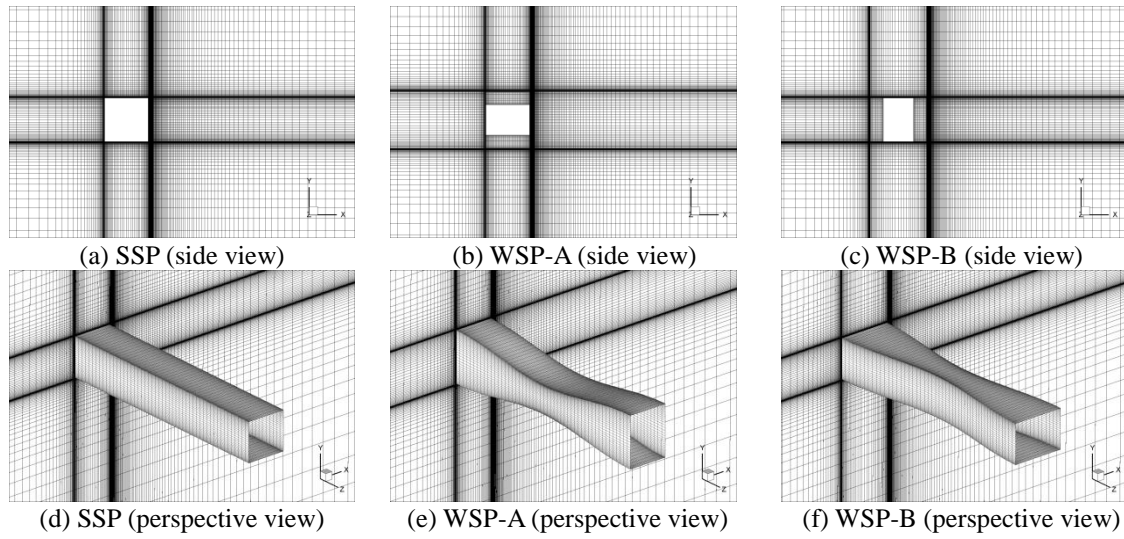 Y
Z X
Y
Z X
Y
Z X
(a) SSP (side view) (b) WSP-A (side view) (c) WSP-B (side view)
Y
X
Z
Y
X
Z
Y
X
Z
(d) SSP (perspective view) (e) WSP-A (perspective view) (f) WSP-B (perspective view)